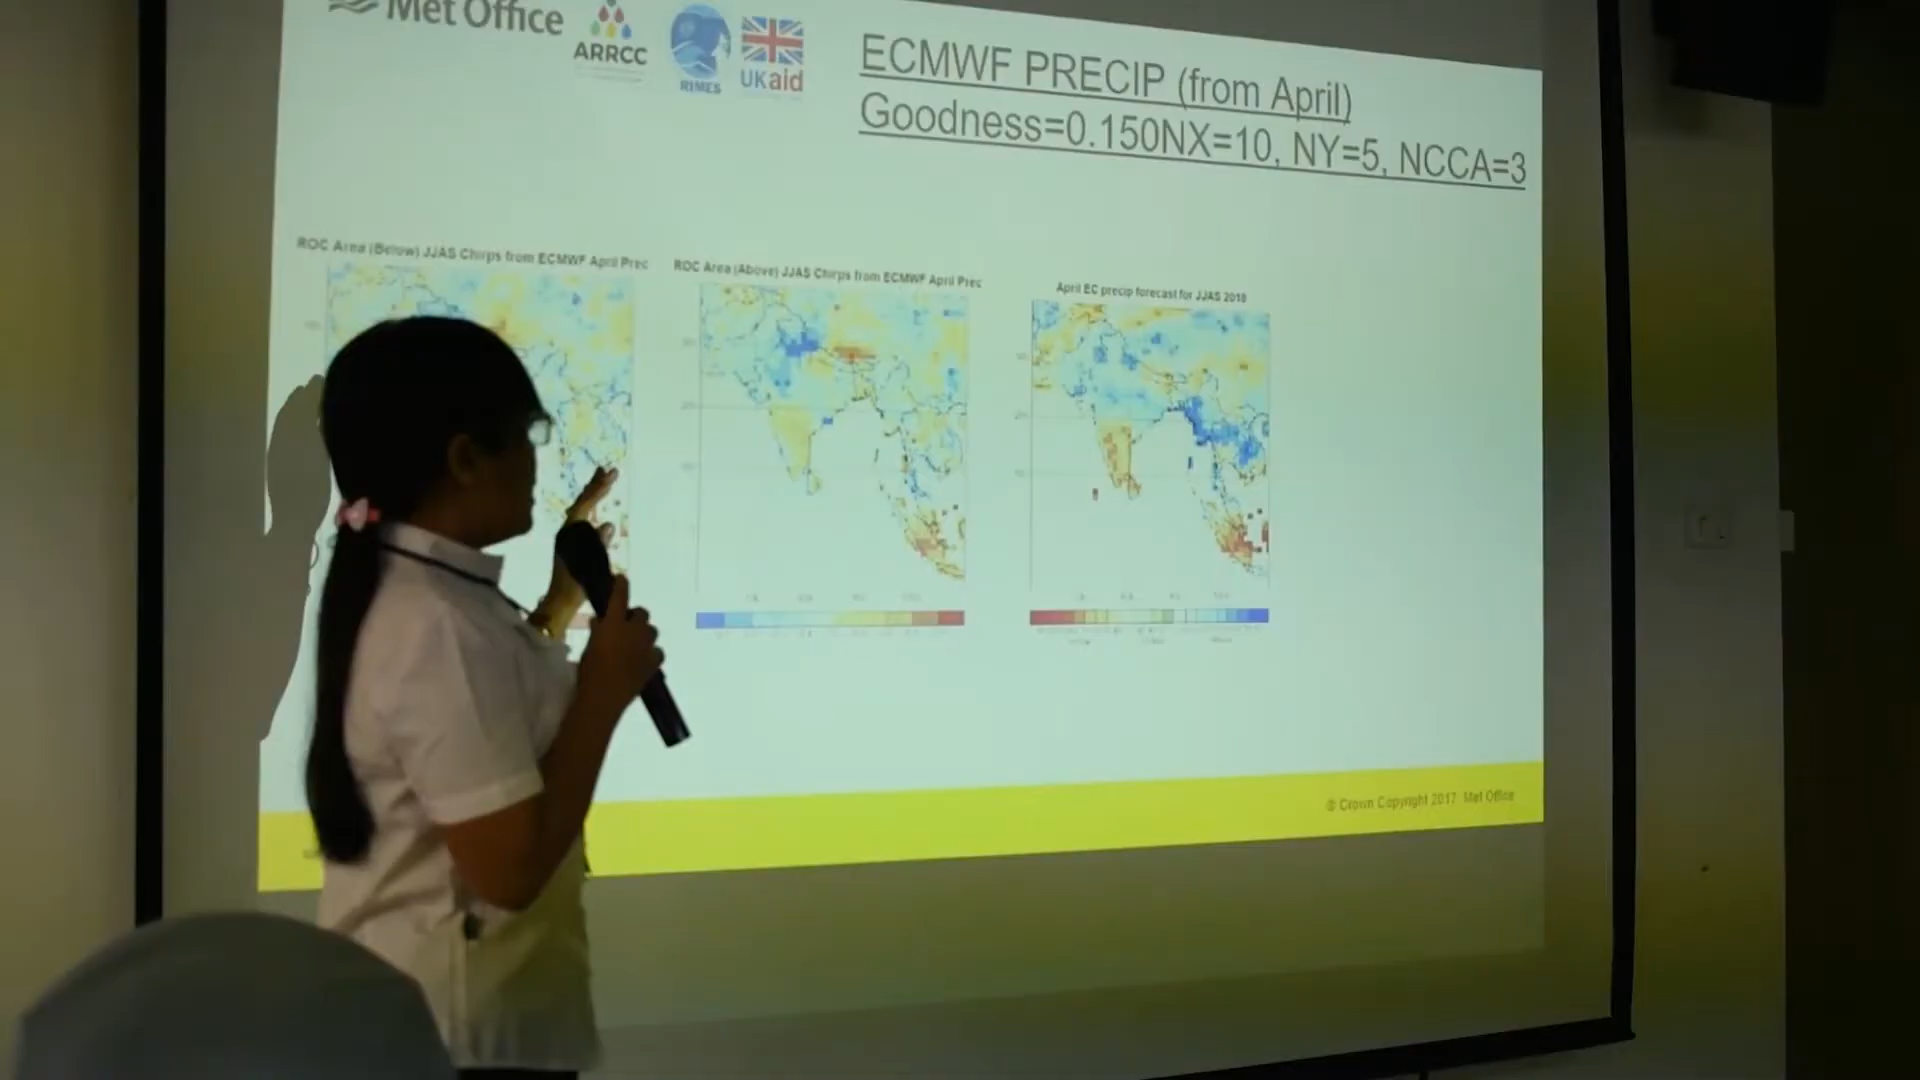 Met Office
ARRCC
RIMES
UKaid
ECMWF PRECIP (from April)
Goodness=0.150NX=10, NY=5, NCCA=3
ROC Area (Below) JJAS Chirps from ECMWF April Prec
ROC Area (Above) JJAS Chirps from ECMWF April Prec
April EC precip forecast for JJAS 2018
© Crown Copyright 2017 Met Office